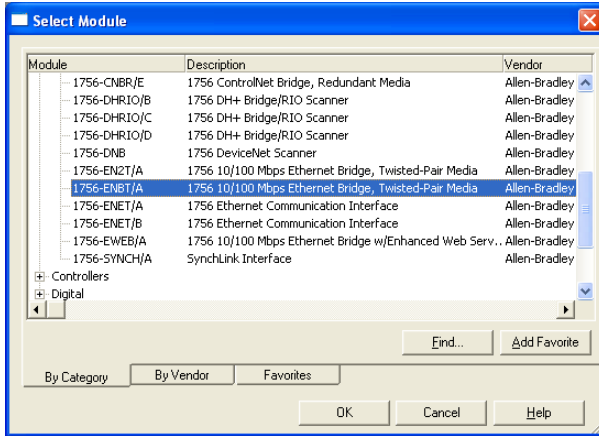 Select Module
Module Description Vendor
1756-CNBR/E 1756 ControlNet Bridge, Redundant Media Allen-Bradley
1756-DHRIO/B 1756 DH+ Bridge/RIO Scanner Allen-Bradley
1756-DHRIO/C 1756 DH+ Bridge/RIO Scanner Allen-Bradley
1756-DHRIO/D 1756 DH+ Bridge/RIO Scanner Allen-Bradley
1756-DNB 1756 DeviceNet Scanner Allen-Bradley
1756-EN2T/A 1756 10/100 Mbps Ethernet Bridge, Twisted-Pair Media Allen-Bradley
1756-ENBT/A 1756 10/100 Mbps Ethernet Bridge, Twisted-Pair Media Allen-Bradley
1756-ENET/A 1756 Ethernet Communication Interface Allen-Bradley
1756-ENET/B 1756 Ethernet Communication Interface Allen-Bradley
1756-EWEB/A 1756 10/100 Mbps Ethernet Bridge w/Enhanced Web Serv.. Allen-Bradley
1756-SYNCH/A SynchLink Interface Allen-Bradley
Controllers
Digital
Find... Add Favorite
By Category By Vendor Favorites
OK Cancel Help